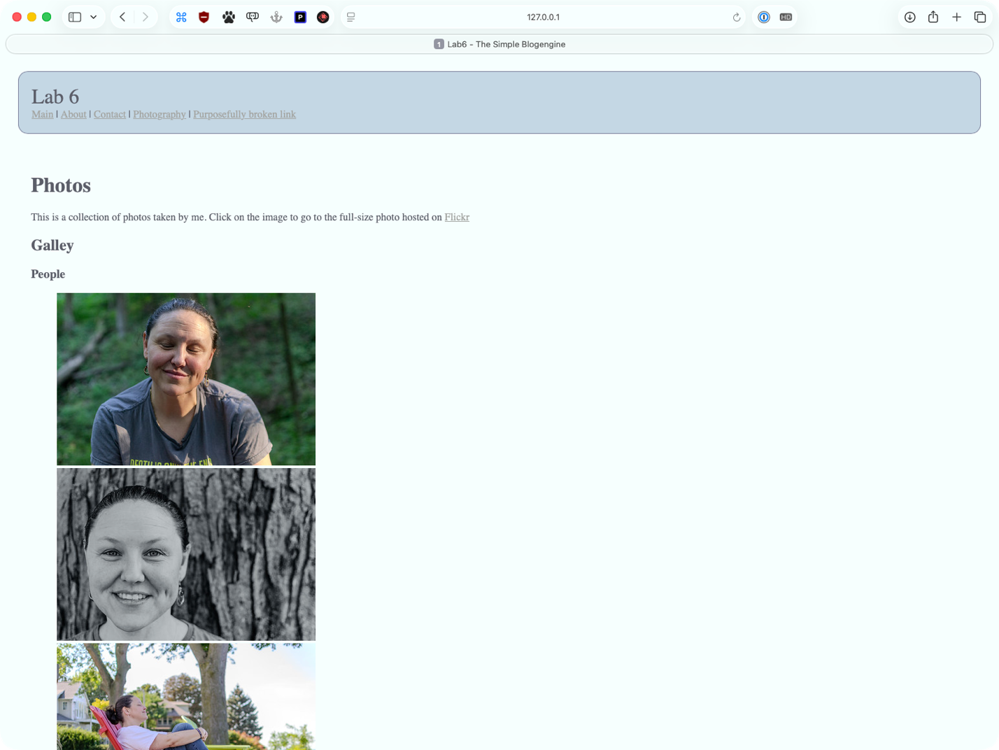 127.0.0.1
HD
P
1 Lab6 - The Simple Blogengine
Lab 6
Main | About | Contact | Photography | Purposefully broken link
Photos
This is a collection of photos taken by me. Click on the image to go to the full-size photo hosted on Flickr
Galley
People